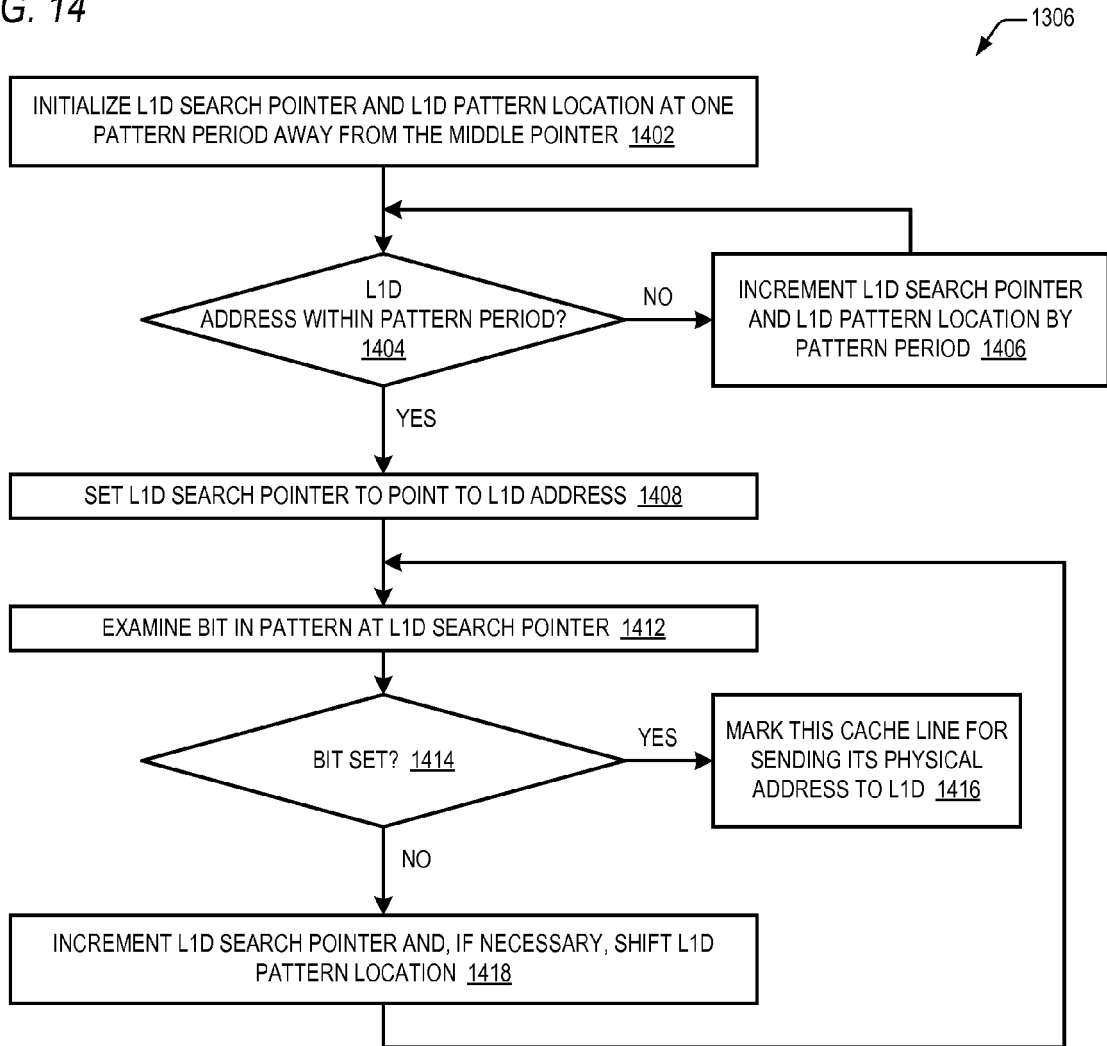 G. 14
1306
INITIALIZE L1D SEARCH POINTER AND L1D PATTERN LOCATION AT ONE
PATTERN PERIOD AWAY FROM THE MIDDLE POINTER 1402
L1D
ADDRESS WITHIN PATTERN PERIOD?
1404
NO
INCREMENT L1D SEARCH POINTER
AND L1D PATTERN LOCATION BY
PATTERN PERIOD 1406
YES
SET L1D SEARCH POINTER TO POINT TO L1D ADDRESS 1408
EXAMINE BIT IN PATTERN AT L1D SEARCH POINTER 1412
BIT SET? 1414
YES
MARK THIS CACHE LINE FOR
SENDING ITS PHYSICAL
ADDRESS TO L1D 1416
NO
INCREMENT L1D SEARCH POINTER AND, IF NECESSARY, SHIFT L1D
PATTERN LOCATION 1418